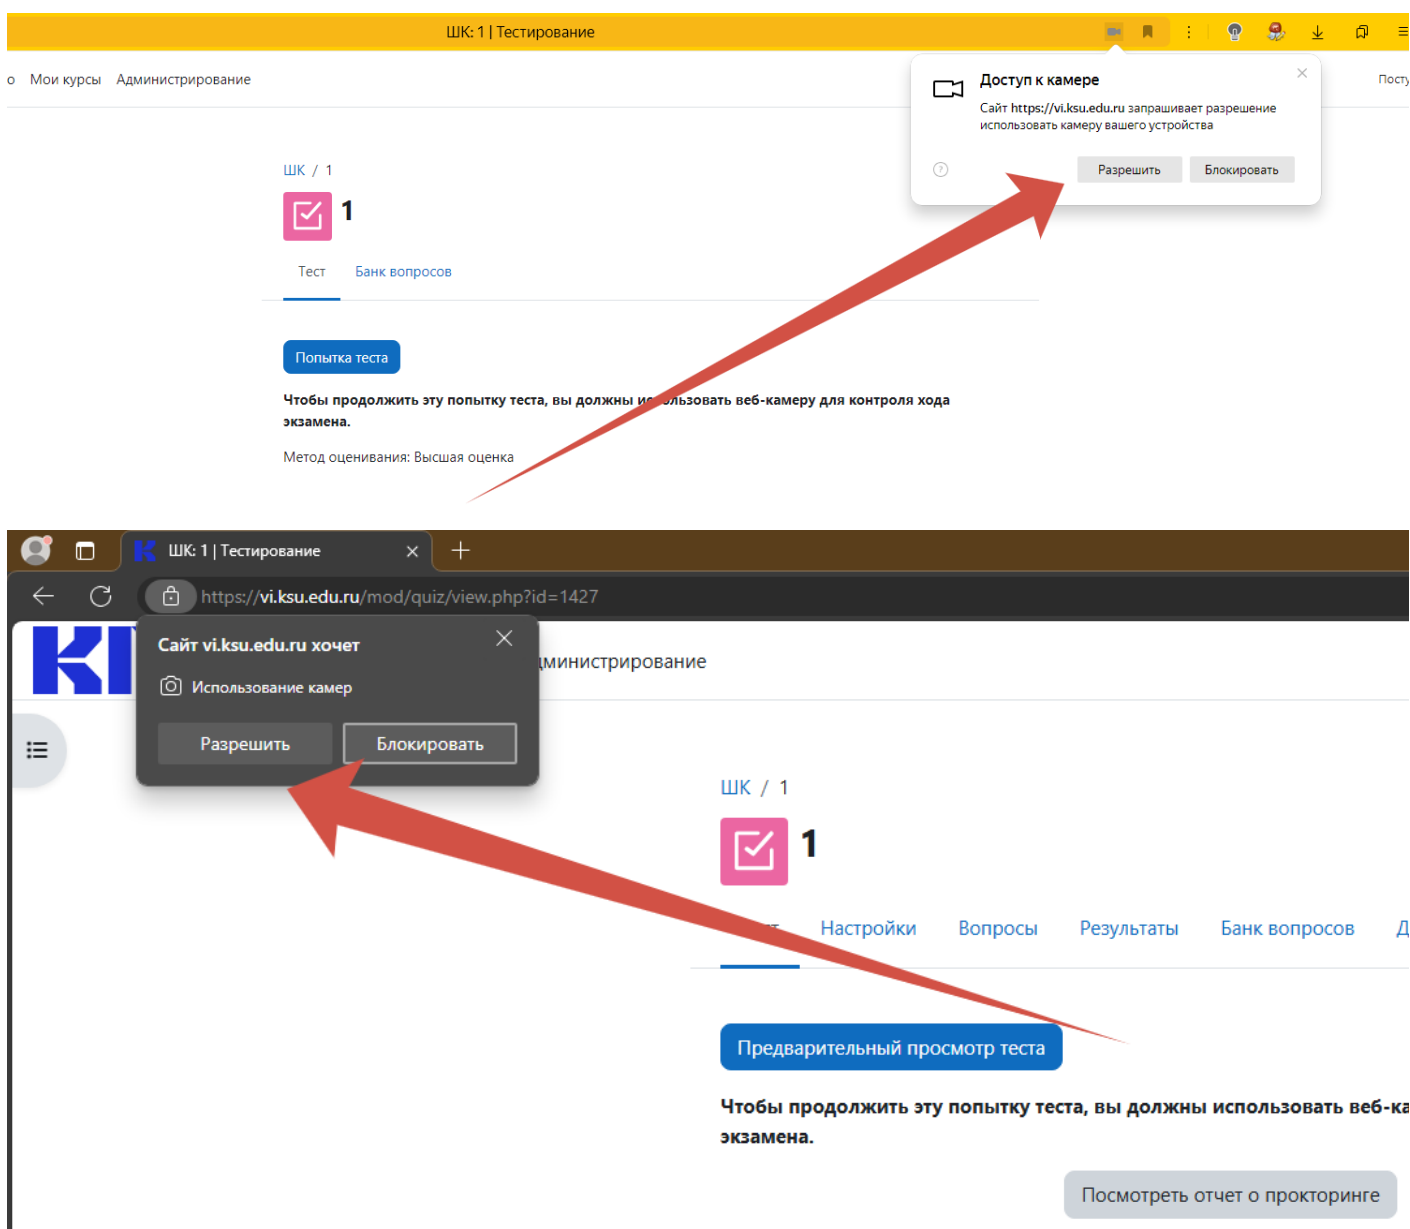 ШК: 1 | Тестирование
о Мои курсы Администрирование
Посту
Доступ к камере
Сайт https://vi.ksu.edu.ru запрашивает разрешение
использовать камеру вашего устройства
Разрешить Блокировать
ШК / 1
1
Тест Банк вопросов
Попытка теста
Чтобы продолжить эту попытку теста, вы должны использовать веб-камеру для контроля хода
экзамена.
Метод оценивания: Высшая оценка
ШК: 1 | Тестирование
https://vi.ksu.edu.ru/mod/quiz/view.php?id=1427
Сайт vi.ksu.edu.ru хочет
Использование камер
Разрешить Блокировать
министрирование
ШК / 1
1
Настройки Вопросы Результаты Банк вопросов Д
Предварительный просмотр теста
Чтобы продолжить эту попытку теста, вы должны использовать веб-ка
экзамена.
Посмотреть отчет о прокторинге